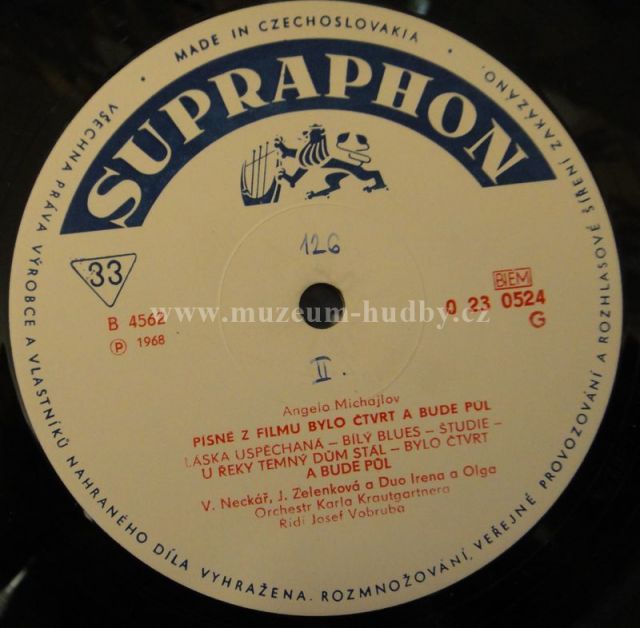 • MADE IN CZECHOSLOVAKIA •
SUPRAPHON
126
33
BIEM
B 4562
0 23 0524
Ⓟ 1968
G
www.muzeum-hudby.cz
II.
Angelo Michajlov
PÍSNĚ Z FILMU BYLO ČTVRT A BUDE PŮL
LÁSKA USPĚCHANÁ – BÍLÝ BLUES – ŠTUDIE –
U ŘEKY TEMNÝ DŮM STÁL – BYLO ČTVRT
A BUDE PŮL
V. Neckář, J. Zelenková a Duo Irena a Olga
Orchestr Karla Krautgartnera
Řídí Josef Vobruba
VŠECHNA PRÁVA VÝROBCE A VLASTNÍKŮ NAHRANÉHO DÍLA VYHRAŽENA. ROZMNOŽOVÁNÍ, VEŘEJNÉ PROVOZOVÁNÍ A ROZHLASOVÉ ŠÍŘENÍ ZAKÁZÁNO.